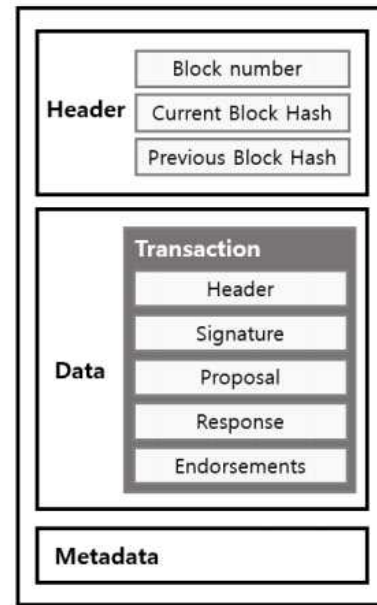 Header
Block number
Current Block Hash
Previous Block Hash
Data
Transaction
Header
Signature
Proposal
Response
Endorsements
Metadata